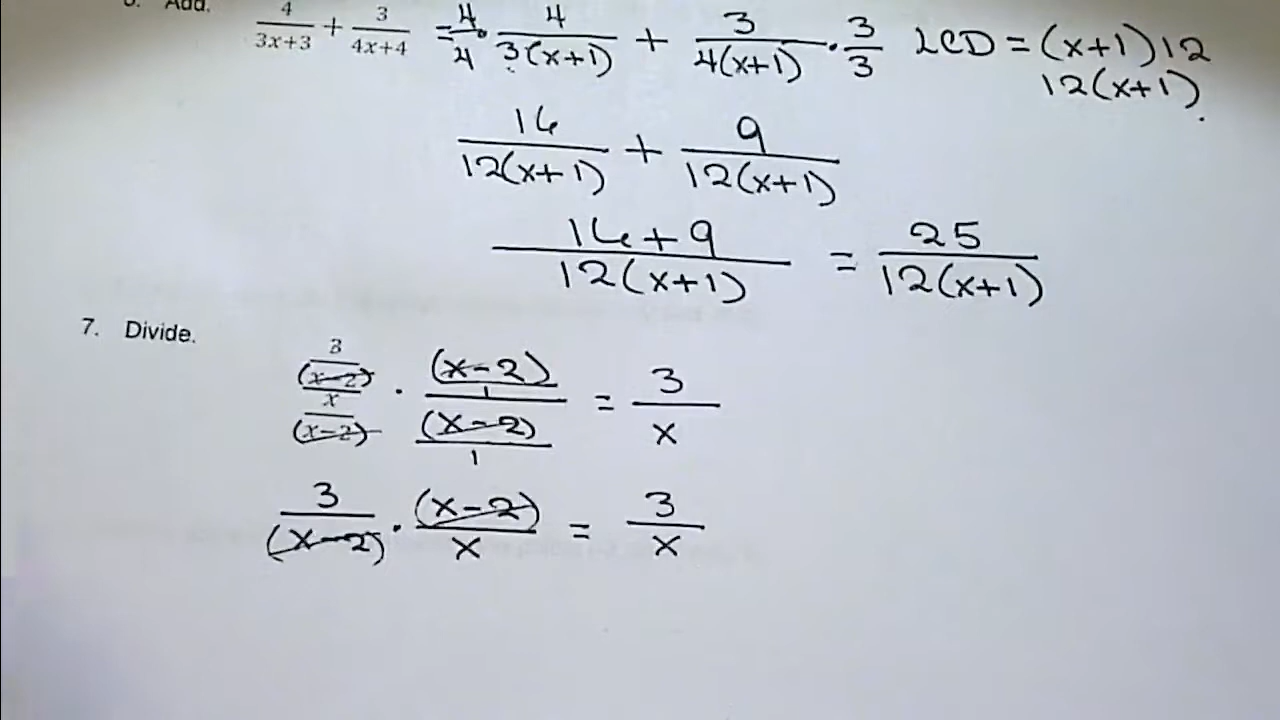 6. Add. 4/(3x+3) + 3/(4x+4) = 4/4 · 4/(3(x+1)) + 3/(4(x+1)) · 3/3 LCD = (x+1)12
12(x+1)
16/(12(x+1)) + 9/(12(x+1))
(16+9)/(12(x+1)) = 25/(12(x+1))
7. Divide.
(3/(x-2))/(x/(x-2)) · ((x-2)/1)/((x-2)/1) = 3/x
3/(x-2) · (x-2)/x = 3/x